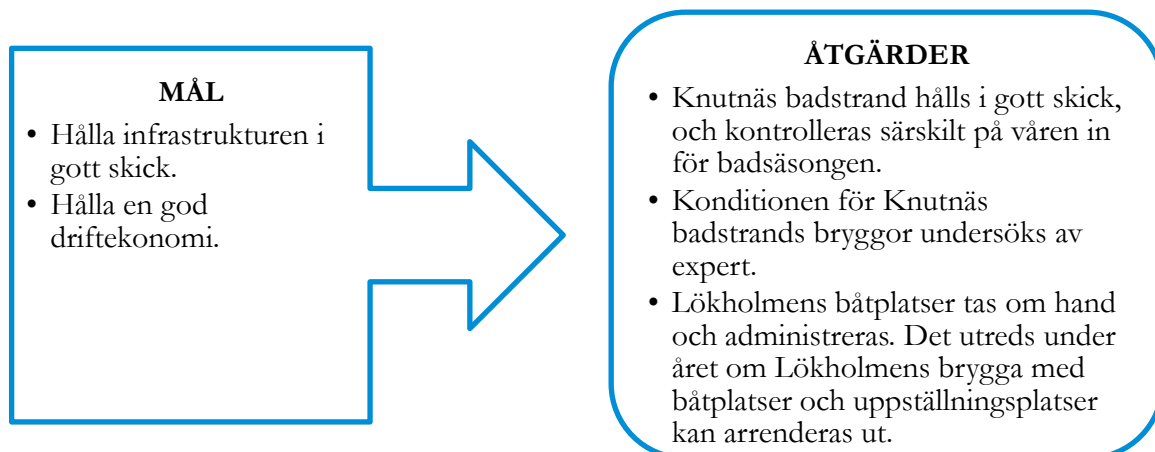 MÅL
• Hålla infrastrukturen i
gott skick.
• Hålla en god
driftekonomi.
ÅTGÄRDER
• Knutnäs badstrand hålls i gott skick,
och kontrolleras särskilt på våren in
för badsäsongen.
• Konditionen för Knutnäs
badstrands bryggor undersöks av
expert.
• Lökholmens båtplatser tas om hand
och administreras. Det utreds under
året om Lökholmens brygga med
båtplatser och uppställningsplatser
kan arrenderas ut.